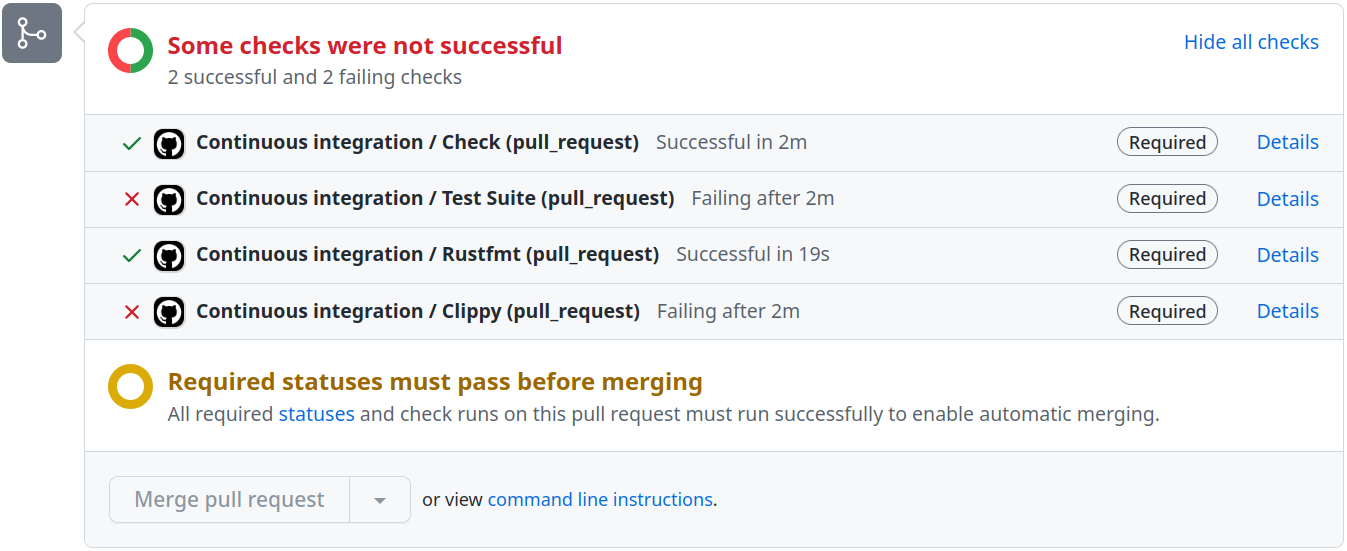 Some checks were not successful
Hide all checks
2 successful and 2 failing checks
Continuous integration / Check (pull_request) Successful in 2m Required Details
Continuous integration / Test Suite (pull_request) Failing after 2m Required Details
Continuous integration / Rustfmt (pull_request) Successful in 19s Required Details
Continuous integration / Clippy (pull_request) Failing after 2m Required Details
Required statuses must pass before merging
All required statuses and check runs on this pull request must run successfully to enable automatic merging.
Merge pull request or view command line instructions.